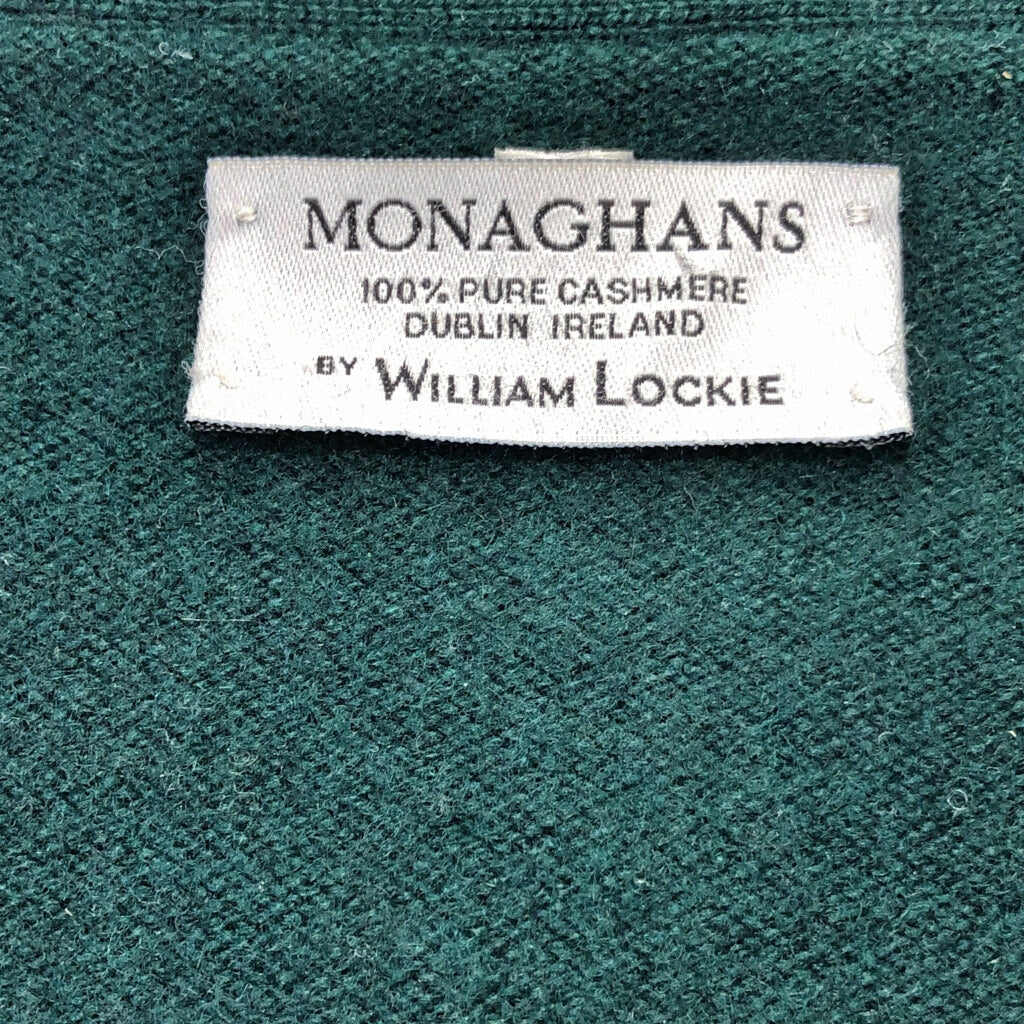 MONAGHANS
100% PURE CASHMERE
DUBLIN IRELAND
BY WILLIAM LOCKIE